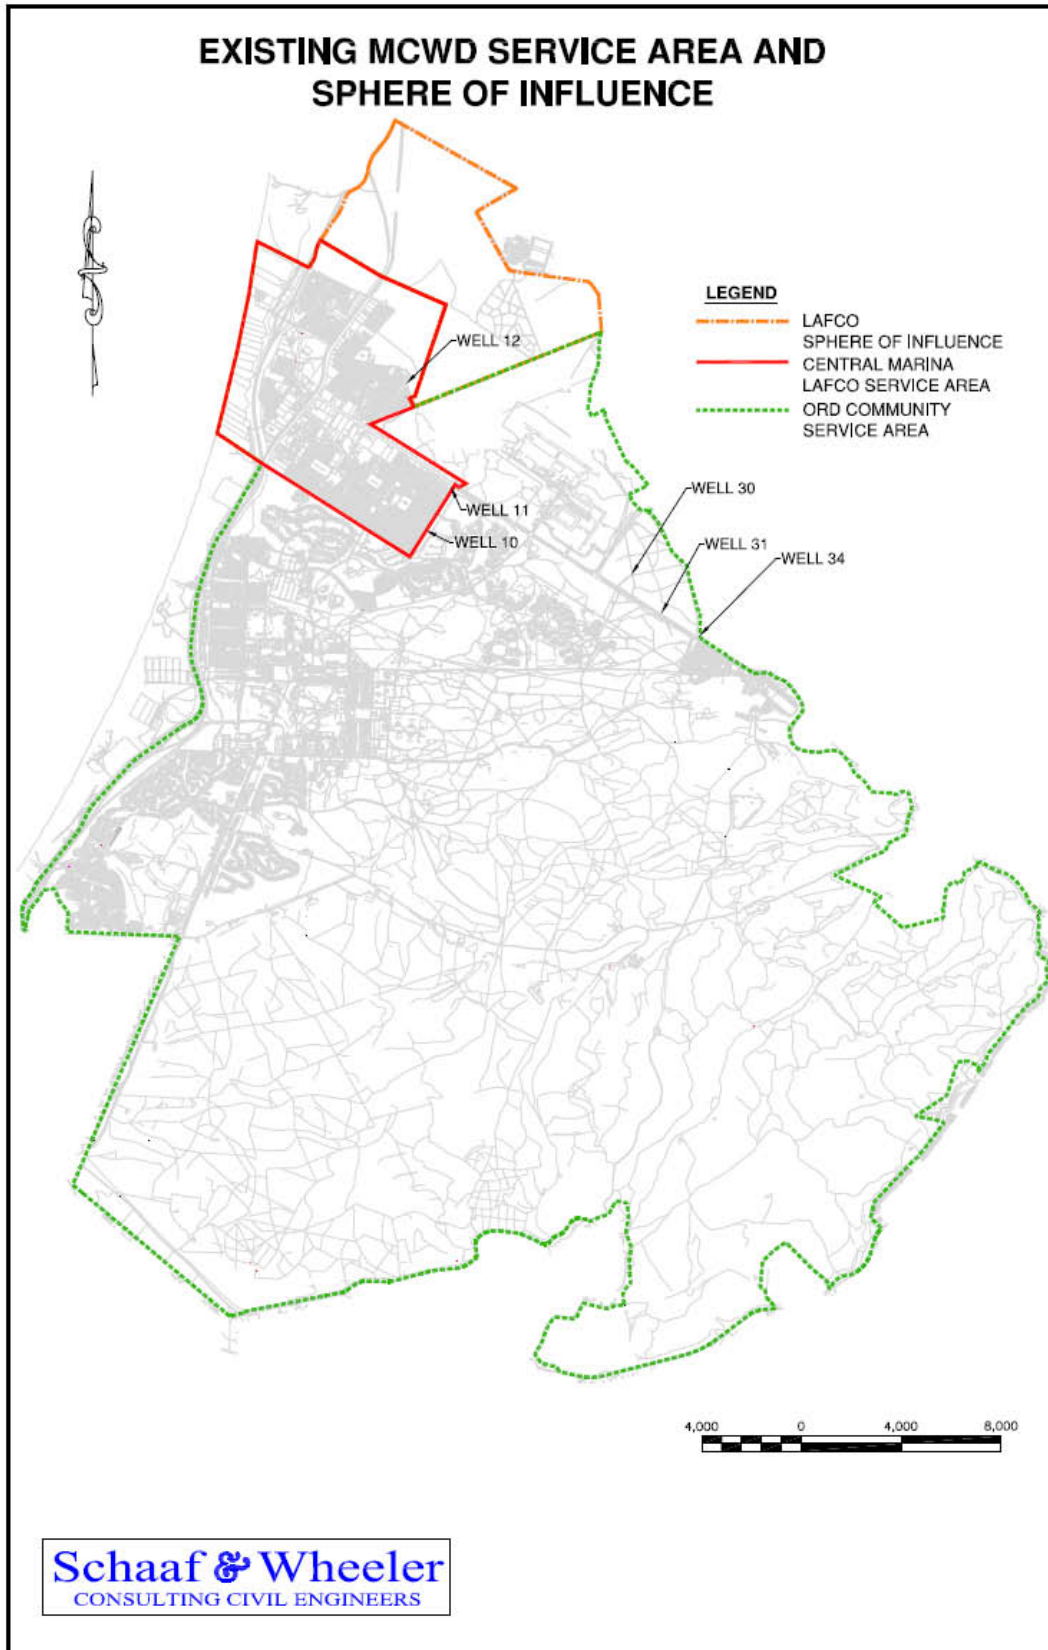 EXISTING MCWD SERVICE AREA AND
SPHERE OF INFLUENCE
LEGEND
LAFCO
SPHERE OF INFLUENCE
CENTRAL MARINA
LAFCO SERVICE AREA
ORD COMMUNITY
SERVICE AREA
WELL 12
WELL 30
WELL 11
WELL 10
WELL 31
WELL 34
4,000 0 4,000 8,000
Schaaf & Wheeler
CONSULTING CIVIL ENGINEERS